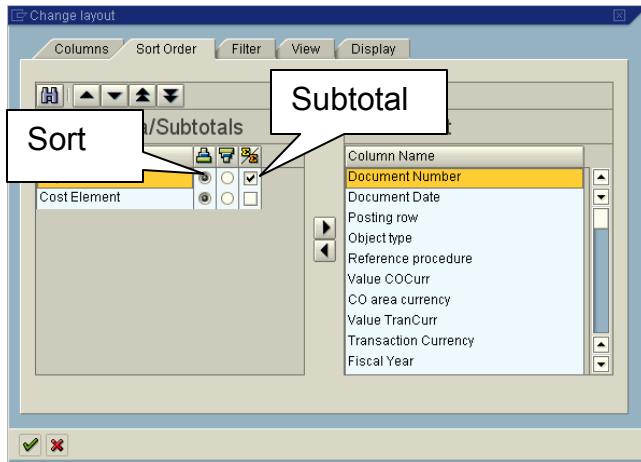 Change layout
Columns Sort Order Filter View Display
Sort
Subtotal
a/Subtotals
t
Cost Element
Column Name
Document Number
Document Date
Posting row
Object type
Reference procedure
Value COCurr
CO area currency
Value TranCurr
Transaction Currency
Fiscal Year